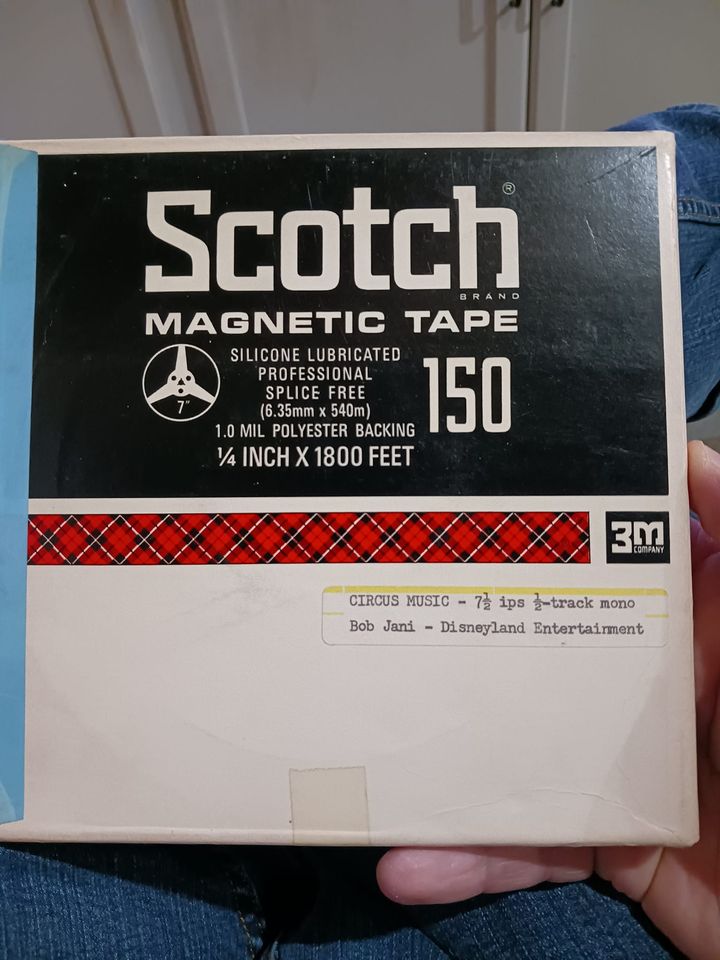 Scotch®
BRAND
MAGNETIC TAPE
7"
SILICONE LUBRICATED
PROFESSIONAL
SPLICE FREE
(6.35mm x 540m)
1.0 MIL POLYESTER BACKING
¼ INCH X 1800 FEET
150
3M
COMPANY
CIRCUS MUSIC - 7½ ips ½-track mono
Bob Jani - Disneyland Entertainment